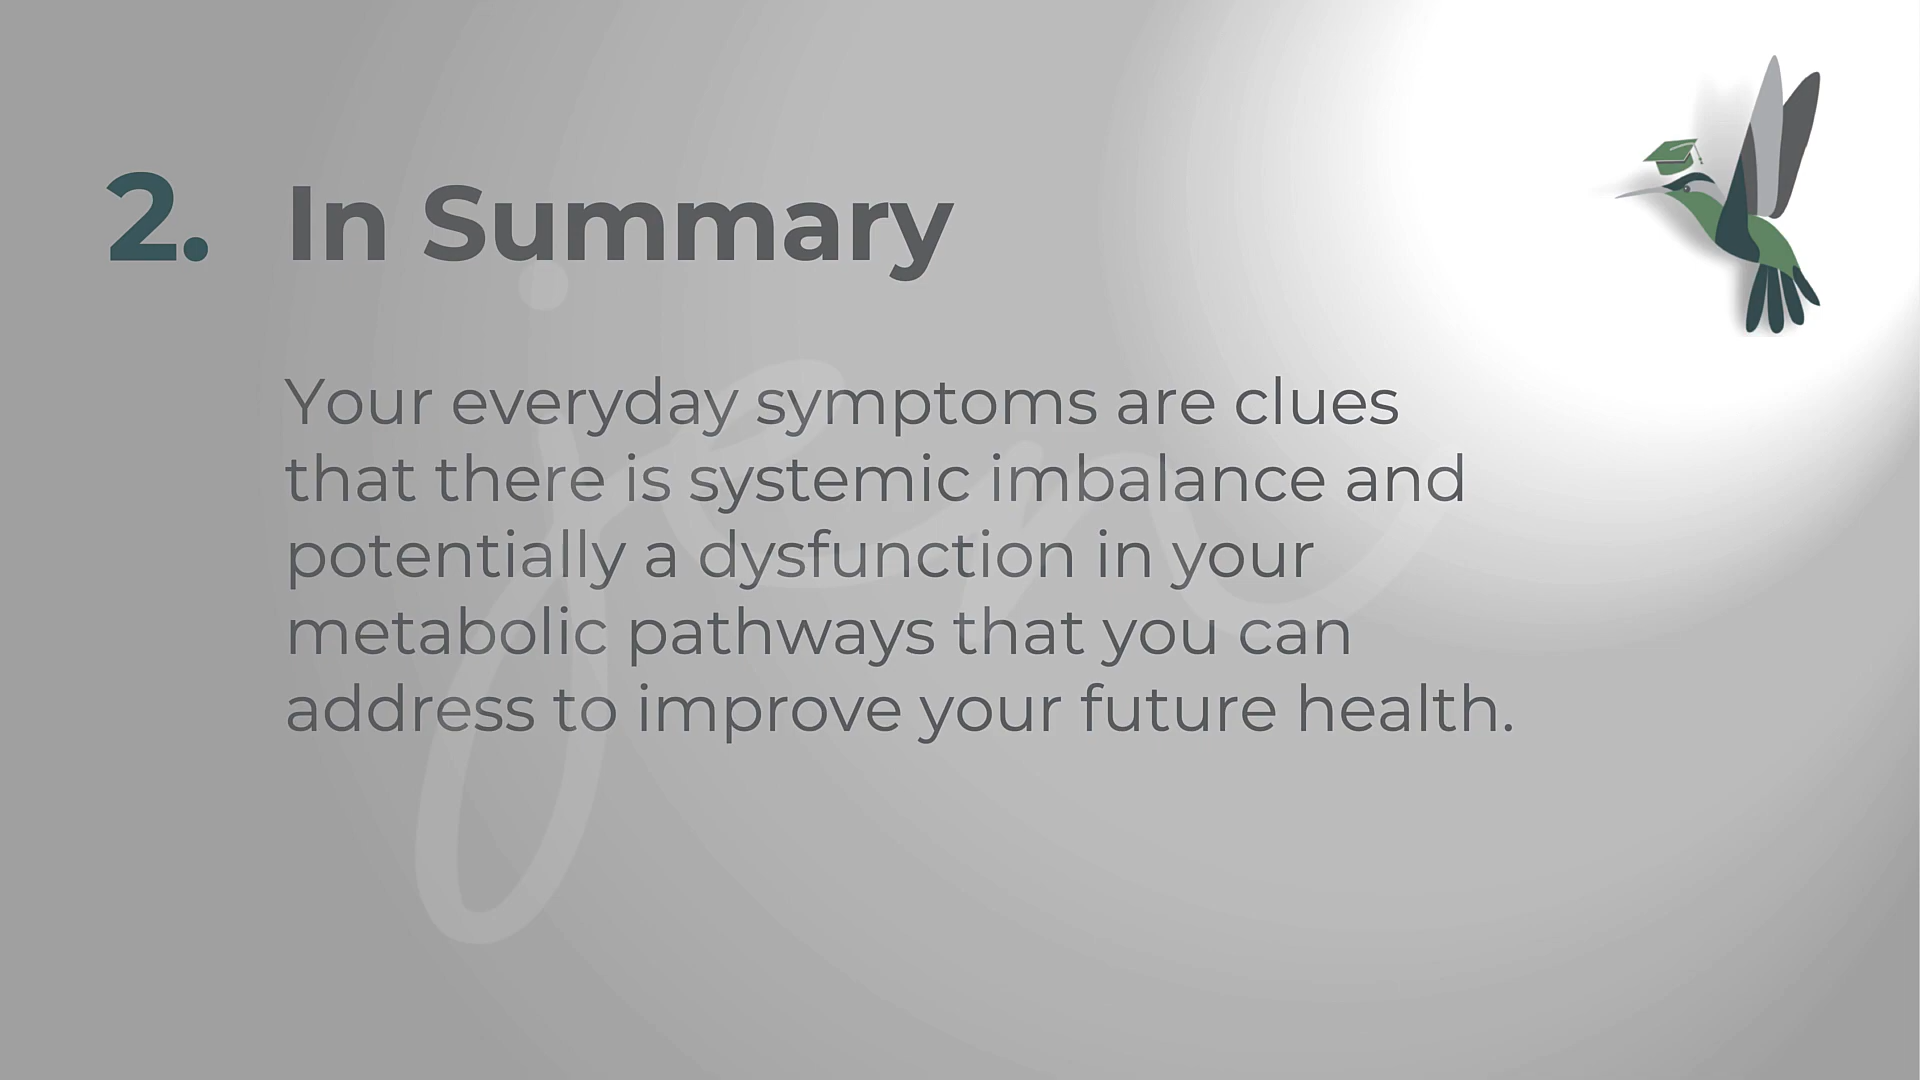 2. In Summary
Your everyday symptoms are clues
that there is systemic imbalance and
potentially a dysfunction in your
metabolic pathways that you can
address to improve your future health.
jen